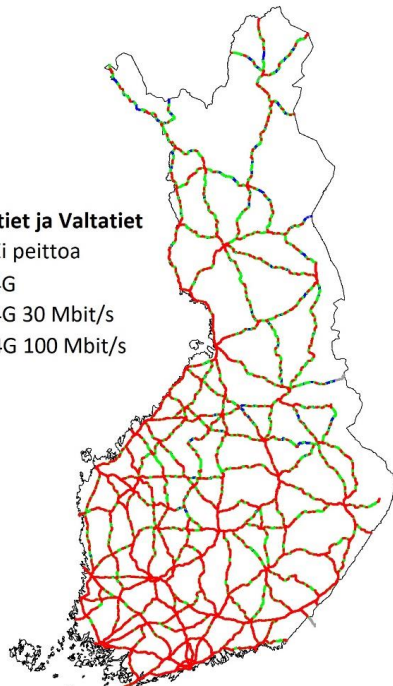 tiet ja Valtatiet
i peittoa
G
G 30 Mbit/s
G 100 Mbit/s